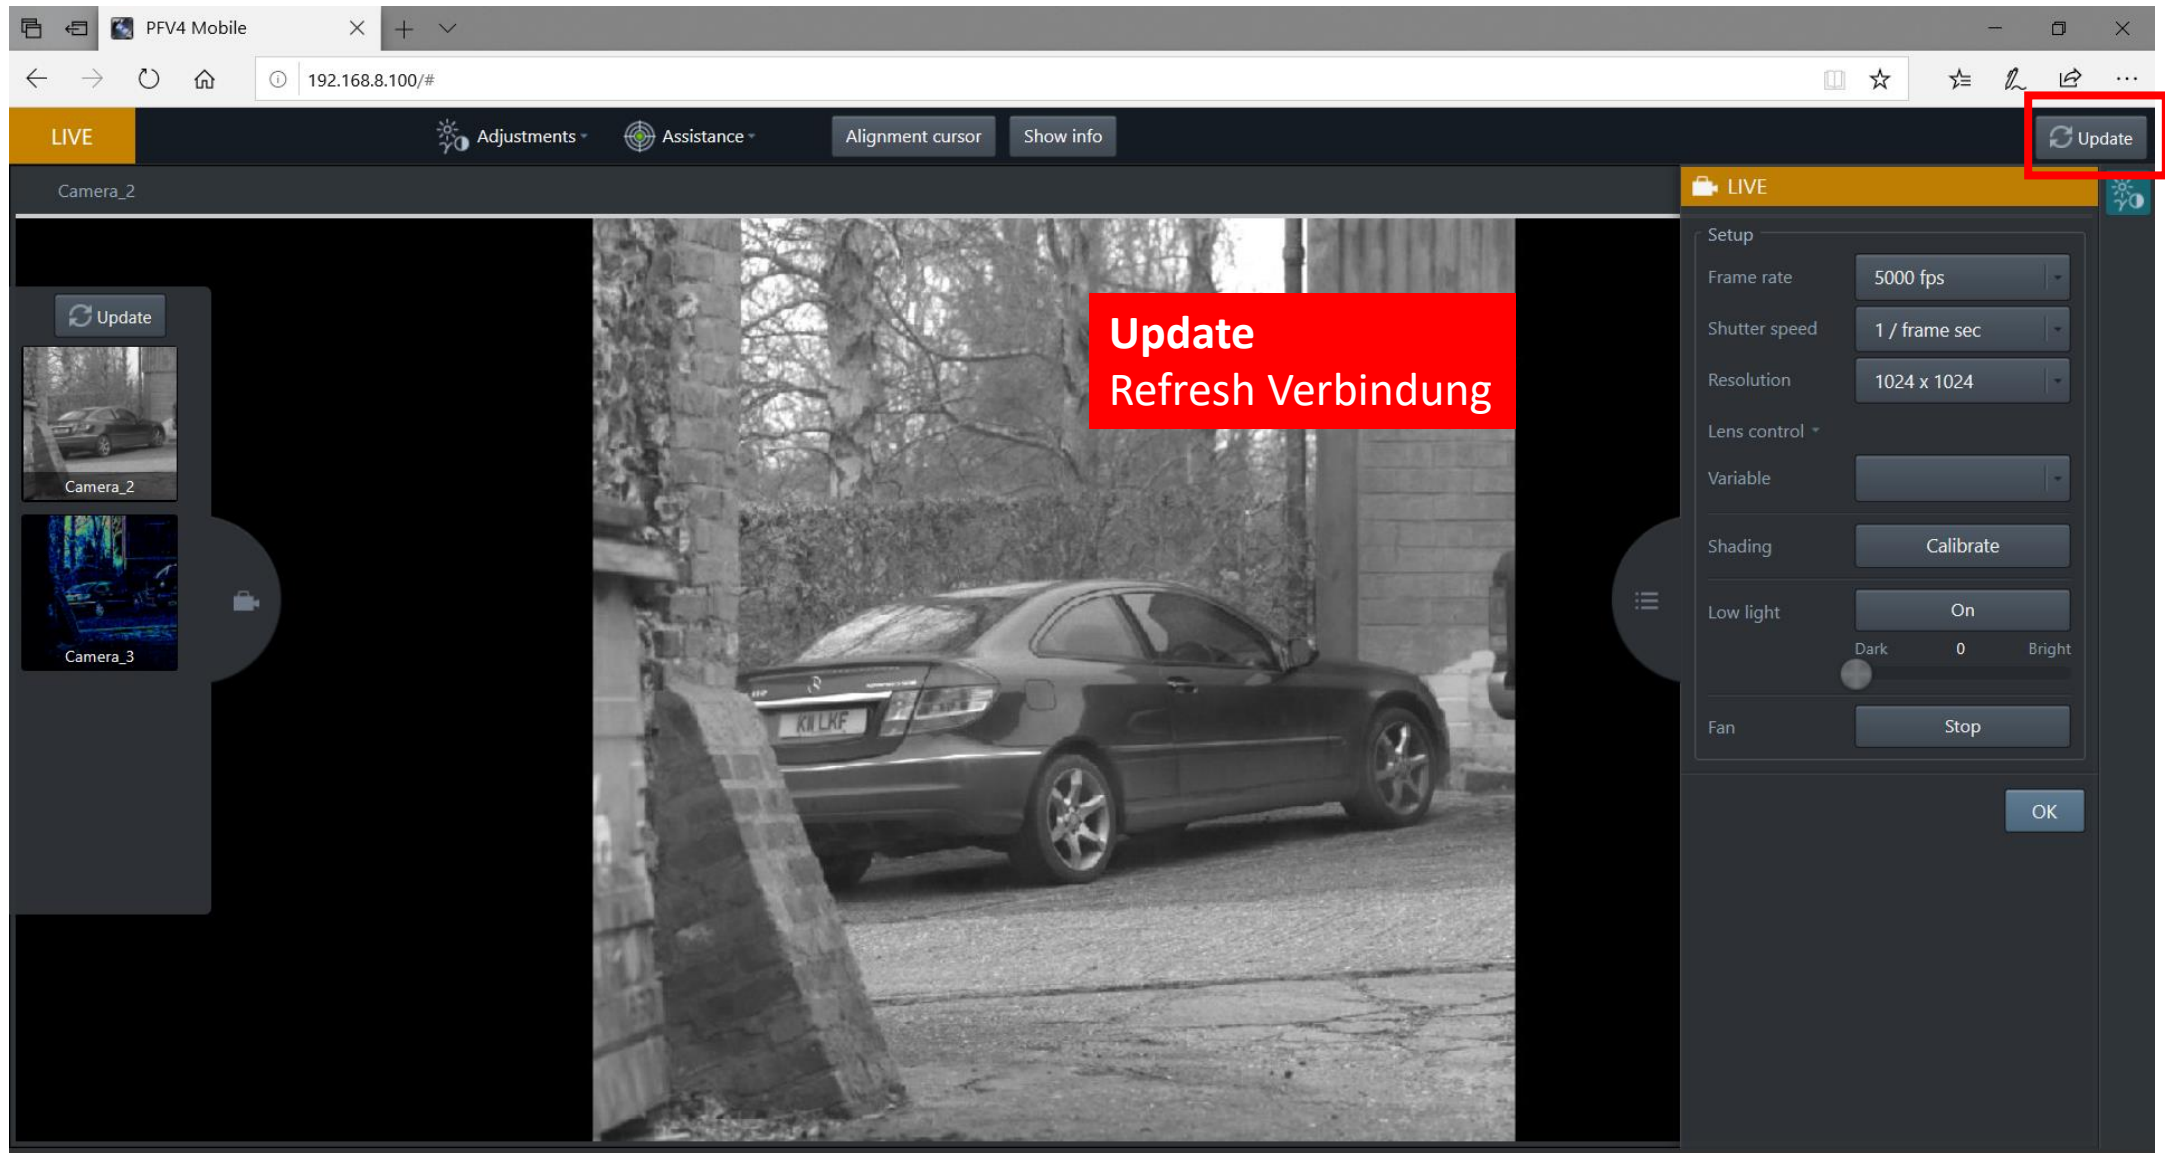 PFV4 Mobile
192.168.8.100/#
LIVE
Adjustments
Assistance
Alignment cursor
Show info
Update
Camera_2
LIVE
Update
Camera_2
Camera_3
Update
Refresh Verbindung
Setup
Frame rate
5000 fps
Shutter speed
1 / frame sec
Resolution
1024 x 1024
Lens control
Variable
Shading
Calibrate
Low light
On
Dark
0
Bright
Fan
Stop
OK